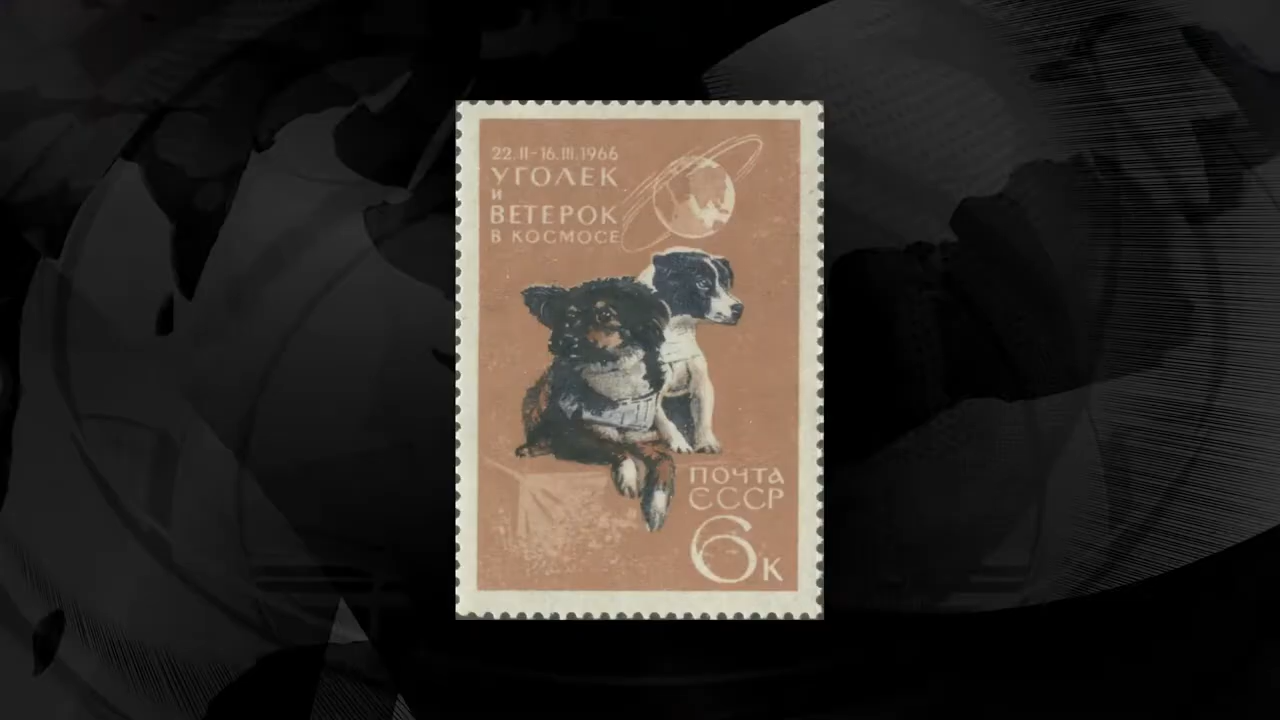 22.II–16.III.1966
УГОЛЕК
И
ВЕТЕРОК
В КОСМОСЕ
ПОЧТА
СССР
6к